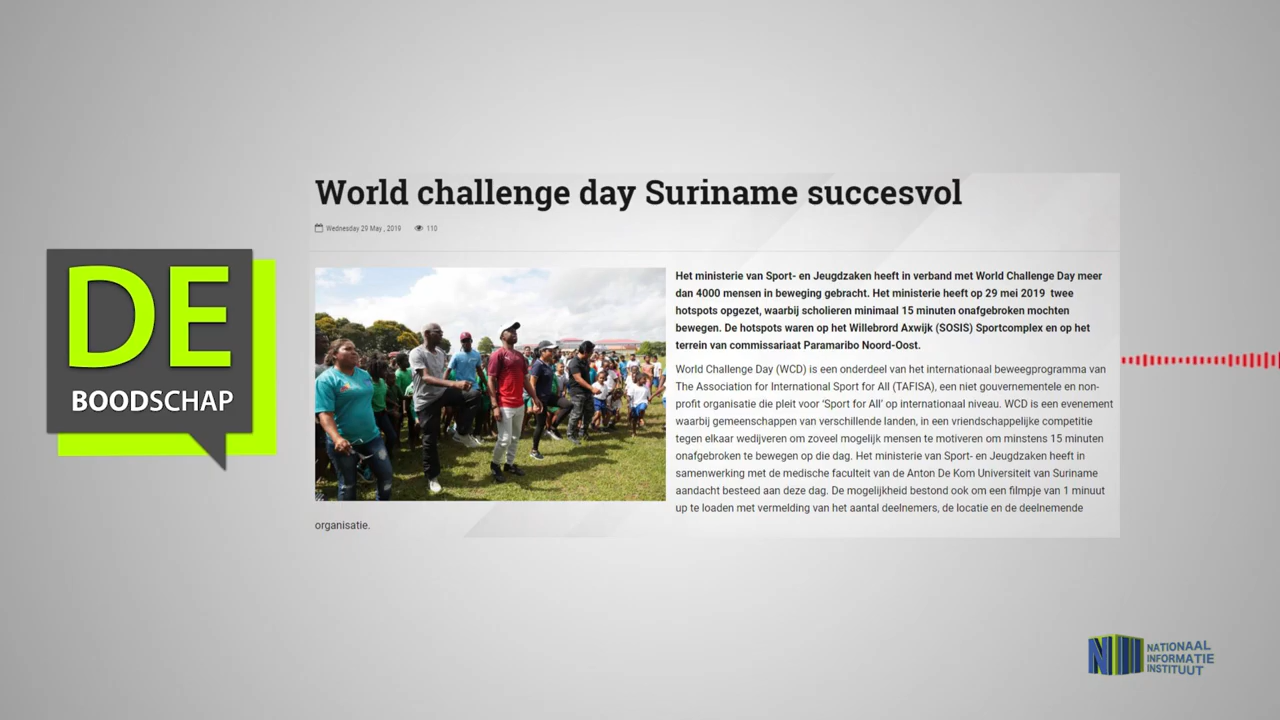 World challenge day Suriname succesvol
Wednesday 29 May , 2019 110
DE
BOODSCHAP
Het ministerie van Sport- en Jeugdzaken heeft in verband met World Challenge Day meer
dan 4000 mensen in beweging gebracht. Het ministerie heeft op 29 mei 2019 twee
hotspots opgezet, waarbij scholieren minimaal 15 minuten onafgebroken mochten
bewegen. De hotspots waren op het Willebrord Axwijk (SOSIS) Sportcomplex en op het
terrein van commissariaat Paramaribo Noord-Oost.
World Challenge Day (WCD) is een onderdeel van het internationaal beweegprogramma van
The Association for International Sport for All (TAFISA), een niet gouvernementele en non-
profit organisatie die pleit voor ‘Sport for All’ op internationaal niveau. WCD is een evenement
waarbij gemeenschappen van verschillende landen, in een vriendschappelijke competitie
tegen elkaar wedijveren om zoveel mogelijk mensen te motiveren om minstens 15 minuten
onafgebroken te bewegen op die dag. Het ministerie van Sport- en Jeugdzaken heeft in
samenwerking met de medische faculteit van de Anton De Kom Universiteit van Suriname
aandacht besteed aan deze dag. De mogelijkheid bestond ook om een filmpje van 1 minuut
up te loaden met vermelding van het aantal deelnemers, de locatie en de deelnemende
organisatie.
NII
NATIONAAL
INFORMATIE
INSTITUUT